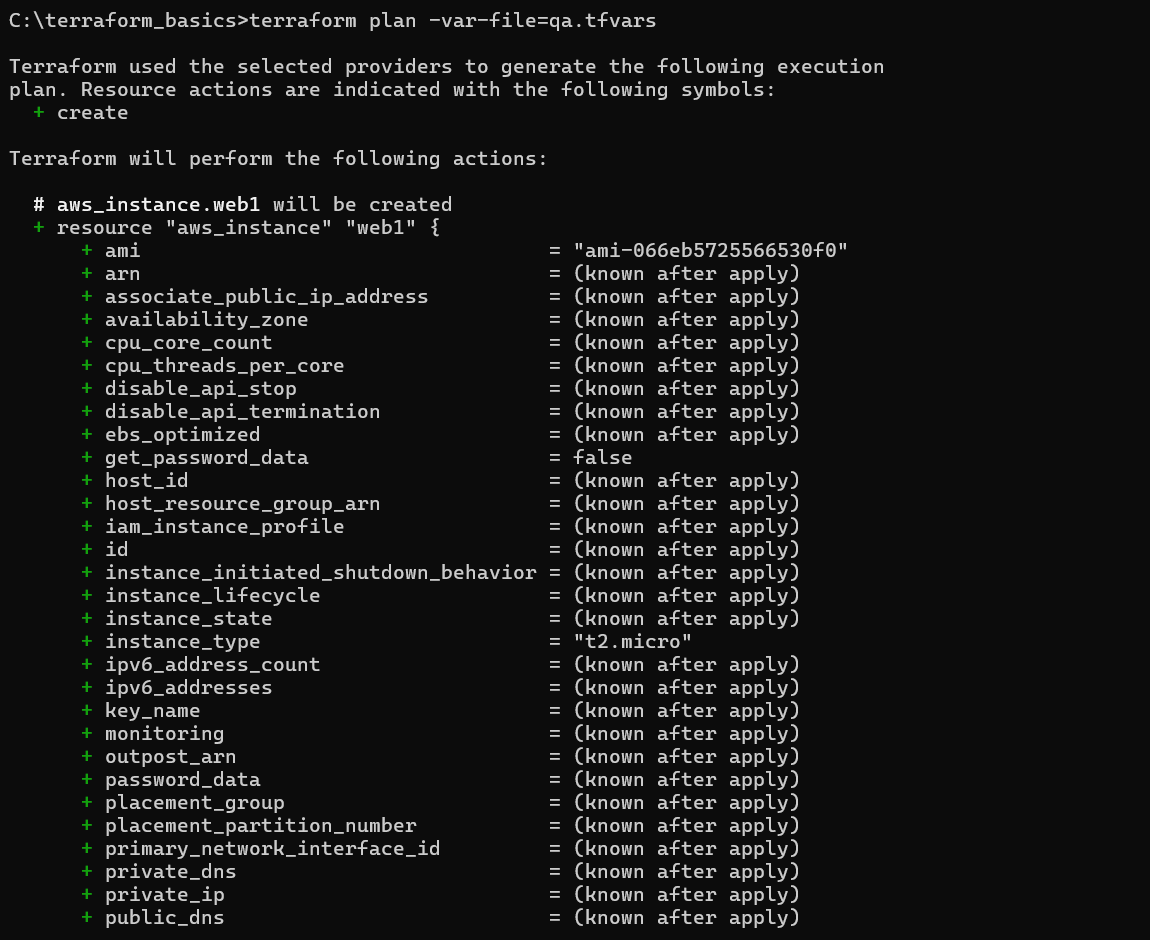 C:\terraform_basics>terraform plan -var-file=qa.tfvars
Terraform used the selected providers to generate the following execution
plan. Resource actions are indicated with the following symbols:
  + create
Terraform will perform the following actions:
  # aws_instance.web1 will be created
  + resource "aws_instance" "web1" {
      + ami                                  = "ami-066eb5725566530f0"
      + arn                                  = (known after apply)
      + associate_public_ip_address          = (known after apply)
      + availability_zone                    = (known after apply)
      + cpu_core_count                       = (known after apply)
      + cpu_threads_per_core                 = (known after apply)
      + disable_api_stop                     = (known after apply)
      + disable_api_termination              = (known after apply)
      + ebs_optimized                        = (known after apply)
      + get_password_data                    = false
      + host_id                              = (known after apply)
      + host_resource_group_arn              = (known after apply)
      + iam_instance_profile                 = (known after apply)
      + id                                   = (known after apply)
      + instance_initiated_shutdown_behavior = (known after apply)
      + instance_lifecycle                   = (known after apply)
      + instance_state                       = (known after apply)
      + instance_type                        = "t2.micro"
      + ipv6_address_count                   = (known after apply)
      + ipv6_addresses                       = (known after apply)
      + key_name                             = (known after apply)
      + monitoring                           = (known after apply)
      + outpost_arn                          = (known after apply)
      + password_data                        = (known after apply)
      + placement_group                      = (known after apply)
      + placement_partition_number           = (known after apply)
      + primary_network_interface_id         = (known after apply)
      + private_dns                          = (known after apply)
      + private_ip                           = (known after apply)
      + public_dns                           = (known after apply)